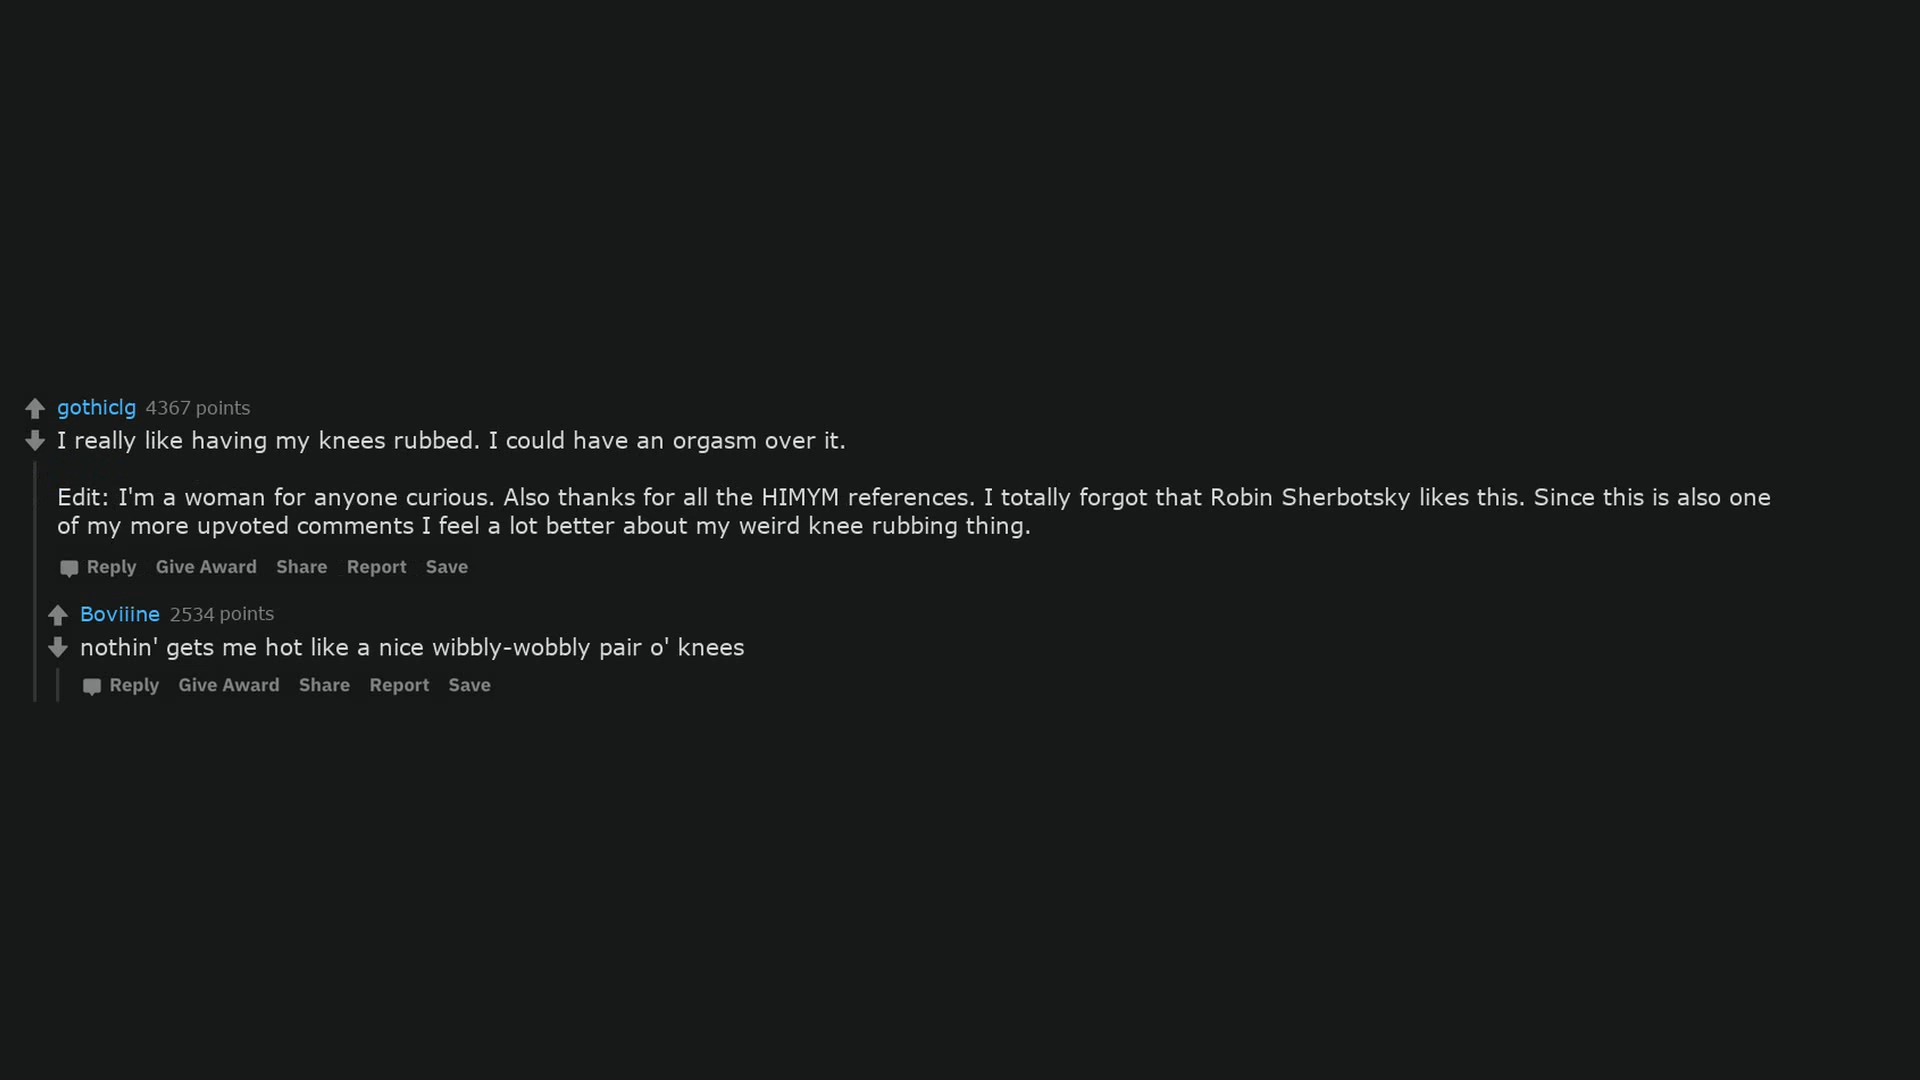 gothiclg 4367 points
I really like having my knees rubbed. I could have an orgasm over it.
Edit: I'm a woman for anyone curious. Also thanks for all the HIMYM references. I totally forgot that Robin Sherbotsky likes this. Since this is also one
of my more upvoted comments I feel a lot better about my weird knee rubbing thing.
Reply Give Award Share Report Save
Boviiine 2534 points
nothin' gets me hot like a nice wibbly-wobbly pair o' knees
Reply Give Award Share Report Save